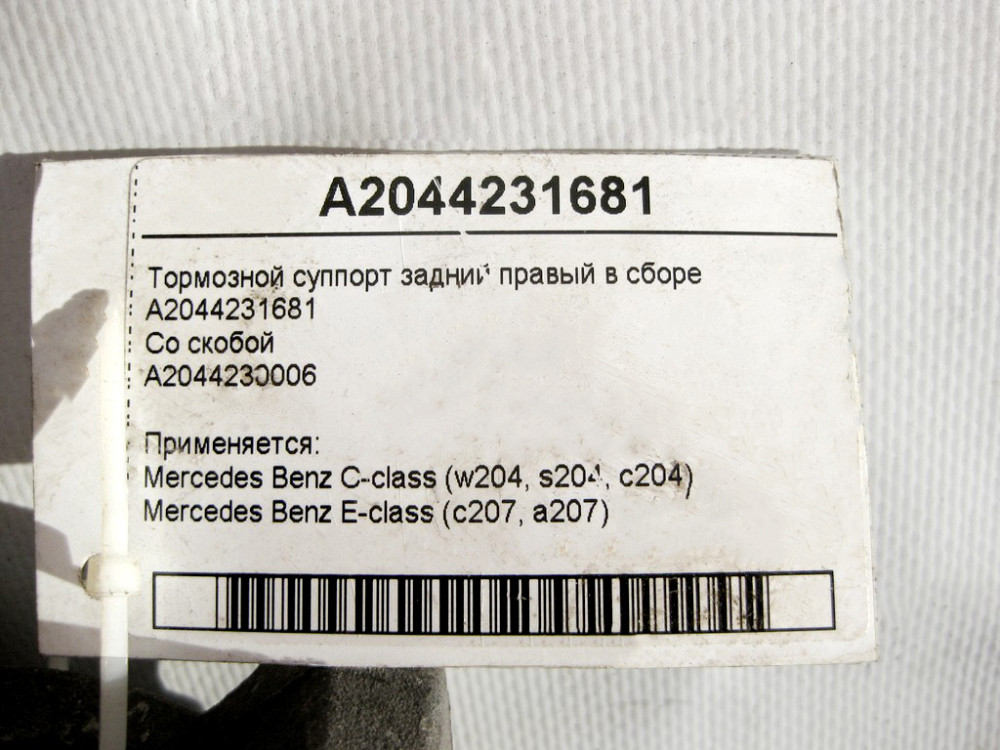 A2044231681
Тормозной суппорт задний правый в сборе
A2044231681
Со скобой
A2044230006
Применяется:
Mercedes Benz C-class (w204, s204, c204)
Mercedes Benz E-class (c207, a207)